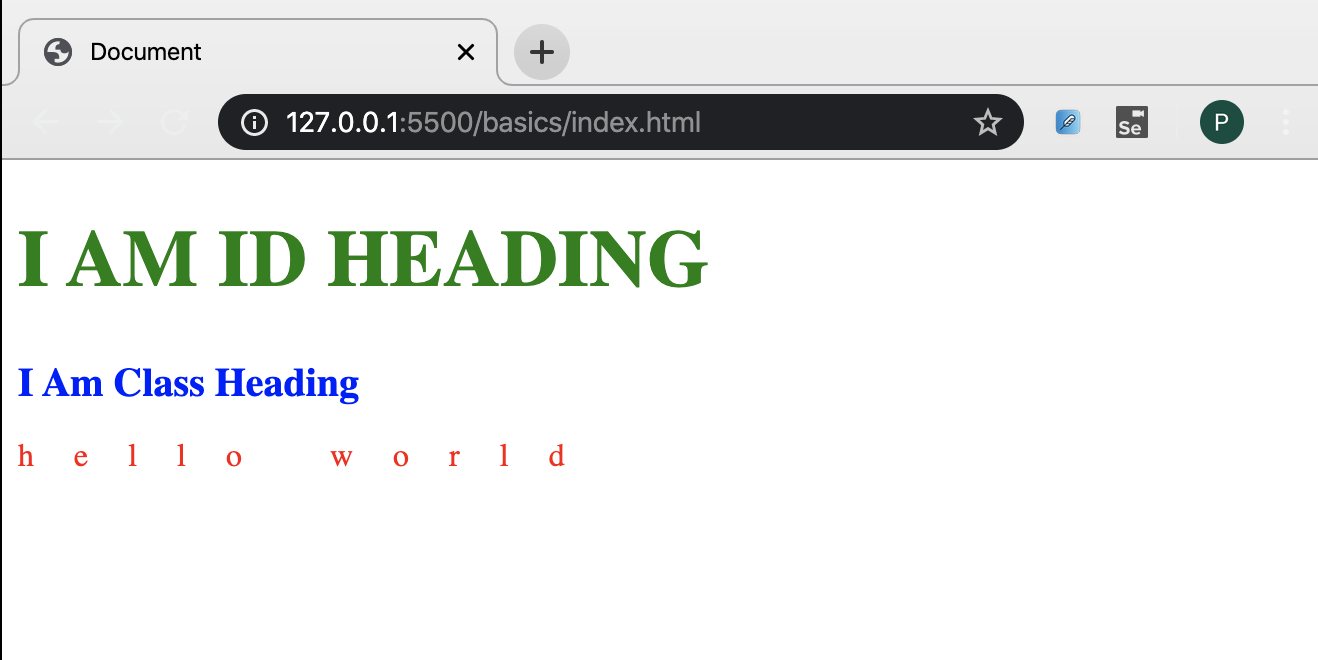 Document
127.0.0.1:5500/basics/index.html
Se
P
I AM ID HEADING
I Am Class Heading
h e l l o w o r l d